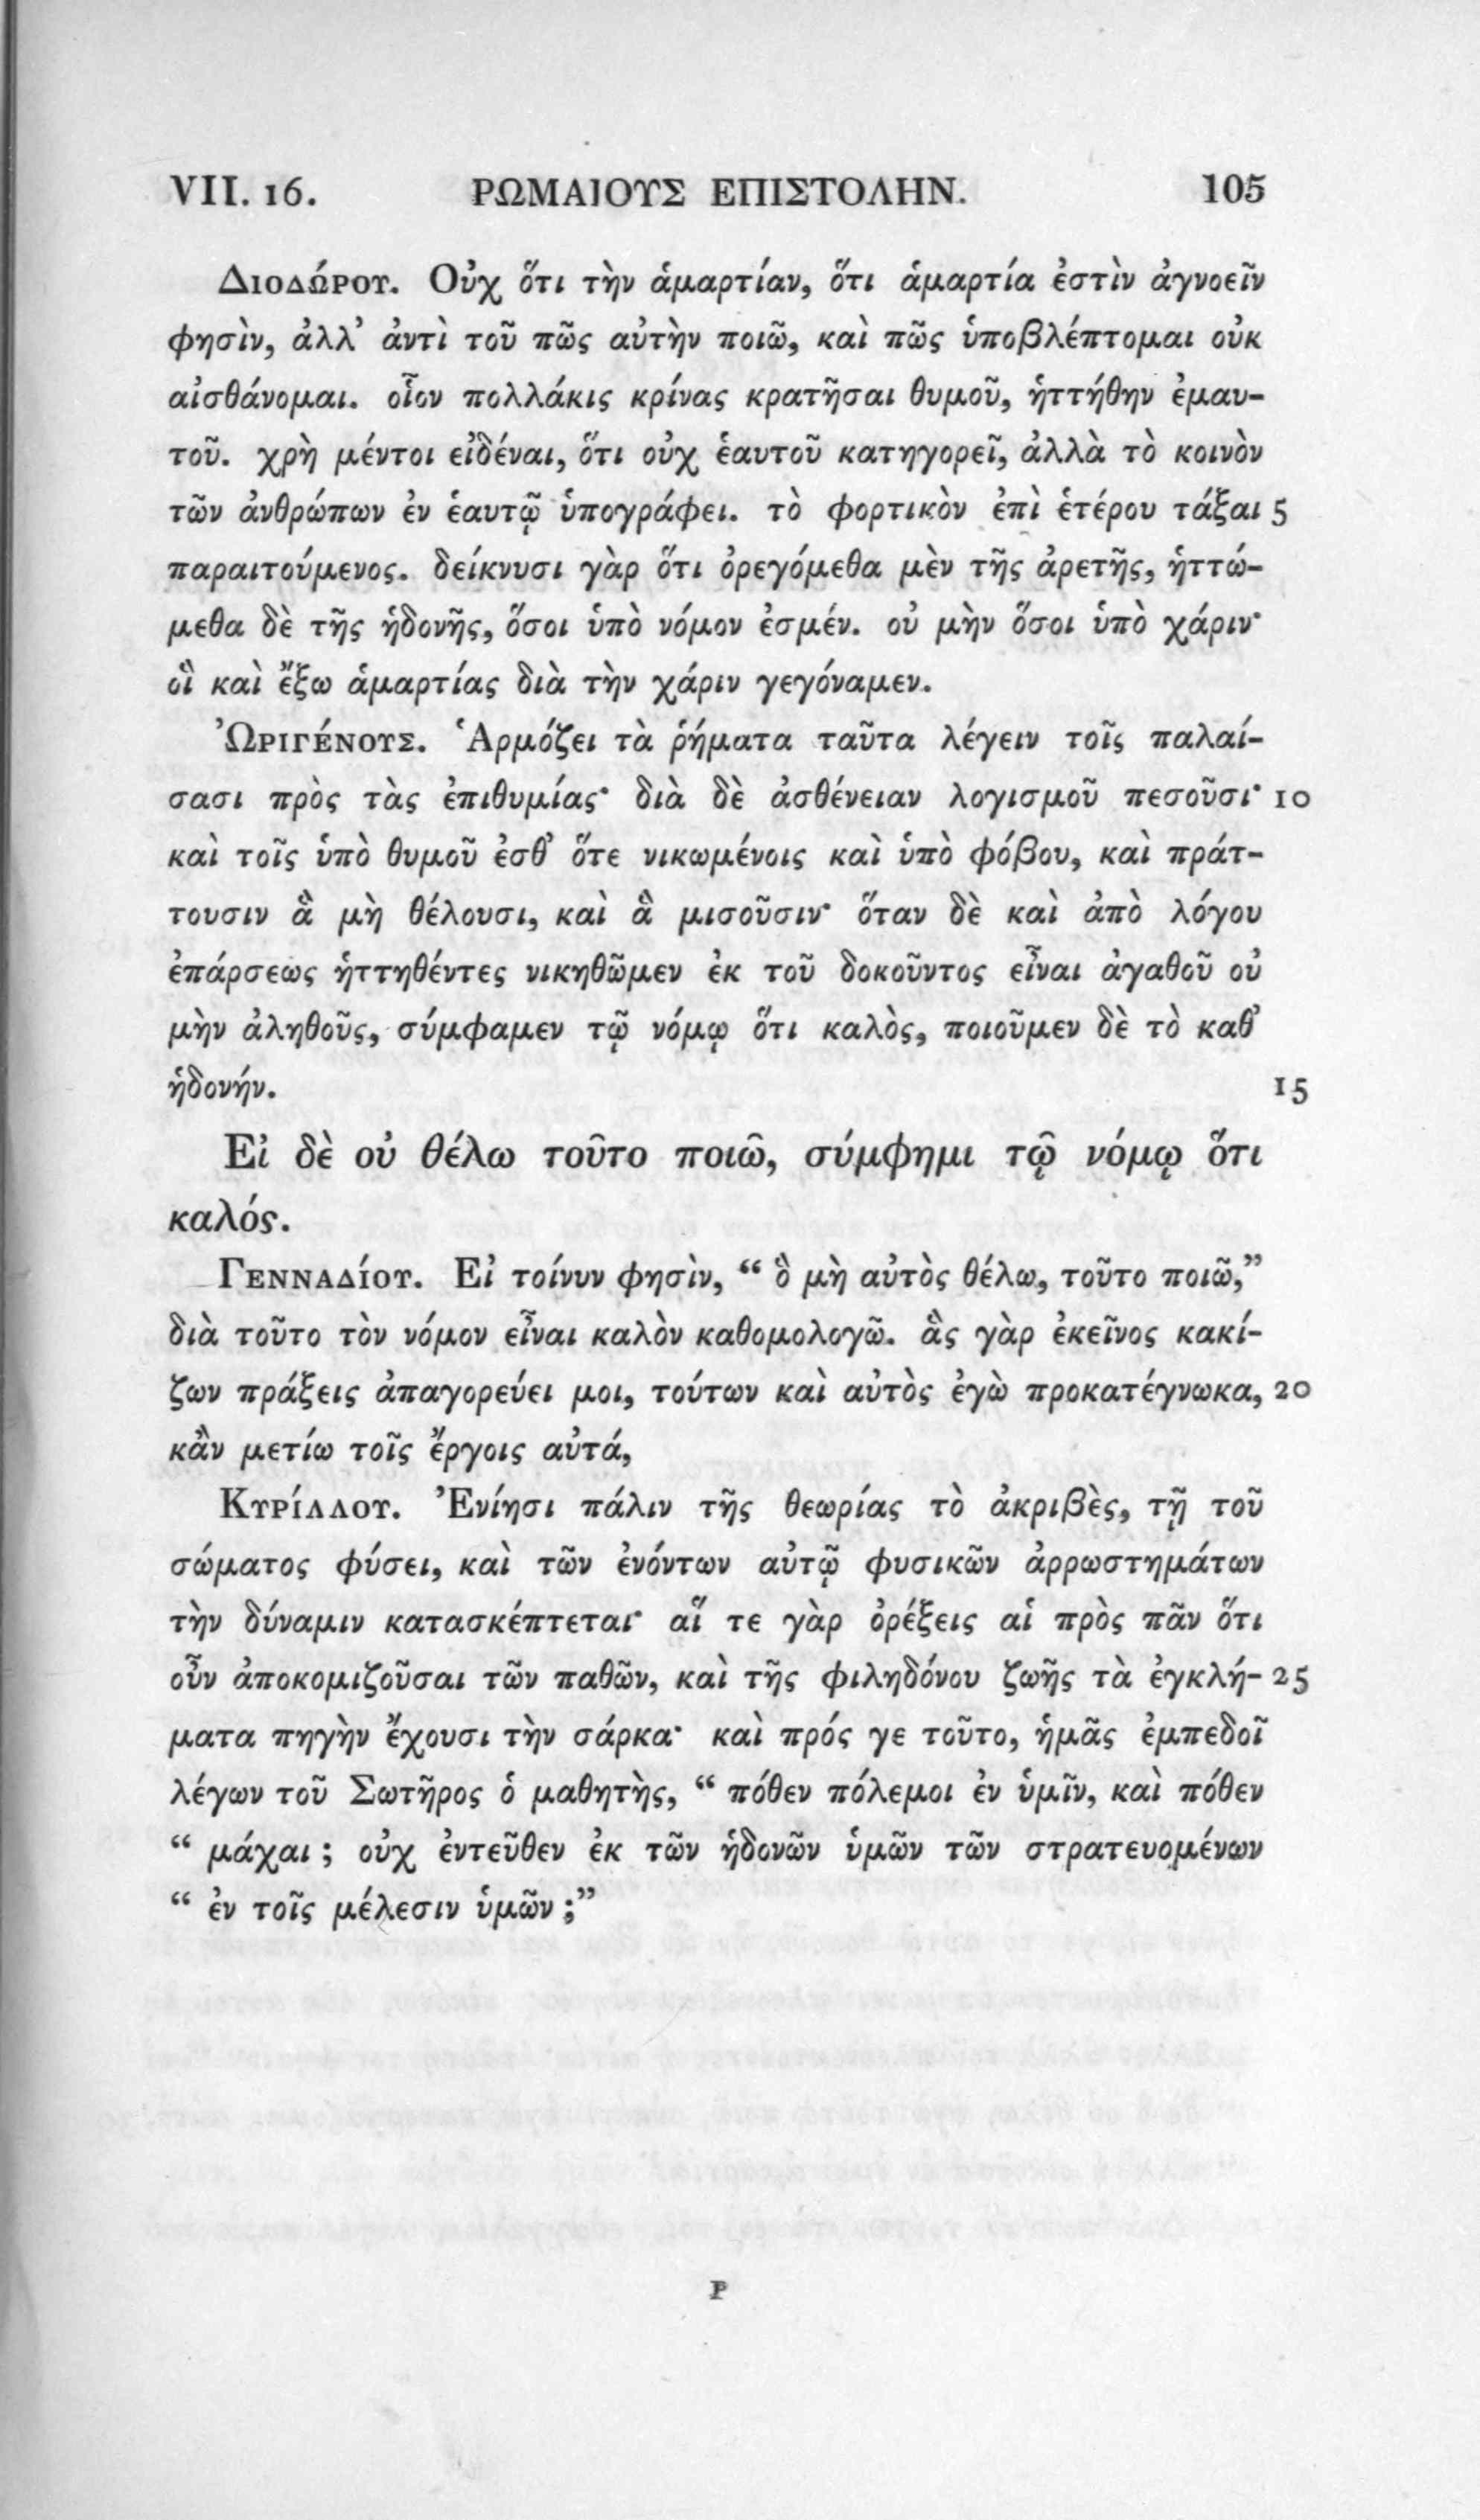 VII. 16. ΡΩΜΑΙΟΥΣ ΕΠΙΣΤΟΛΗΝ. 105
Διοδώρου. Οὐχ ὅτι τὴν ἁμαρτίαν, ὅτι ἁμαρτία ἐστὶν ἀγνοεῖν
φησὶν, ἀλλ’ ἀντὶ τοῦ πῶς αὐτὴν ποιῶ, καὶ πῶς ὑποβλέπτομαι οὐκ
αἰσθάνομαι. οἷον πολλάκις κρίνας κρατῆσαι θυμοῦ, ἡττήθην ἐμαυ-
τοῦ. χρὴ μέντοι εἰδέναι, ὅτι οὐχ ἑαυτοῦ κατηγορεῖ, ἀλλὰ τὸ κοινὸν
τῶν ἀνθρώπων ἐν ἑαυτῷ ὑπογράφει. τὸ φορτικὸν ἐπὶ ἑτέρου τάξαι 5
παραιτούμενος. δείκνυσι γὰρ ὅτι ὀρεγόμεθα μὲν τῆς ἀρετῆς, ἡττώ-
μεθα δὲ τῆς ἡδονῆς, ὅσοι ὑπὸ νόμον ἐσμέν. οὐ μὴν ὅσοι ὑπὸ χάριν·
οἳ καὶ ἔξω ἁμαρτίας διὰ τὴν χάριν γεγόναμεν.
Ὠριγένους. Ἁρμόζει τὰ ῥήματα ταῦτα λέγειν τοῖς παλαί-
σασι πρὸς τὰς ἐπιθυμίας· διὰ δὲ ἀσθένειαν λογισμοῦ πεσοῦσι· 10
καὶ τοῖς ὑπὸ θυμοῦ ἐσθ’ ὅτε νικωμένοις καὶ ὑπὸ φόβου, καὶ πράτ-
τουσιν ἃ μὴ θέλουσι, καὶ ἃ μισοῦσιν· ὅταν δὲ καὶ ἀπὸ λόγου
ἐπάρσεως ἡττηθέντες νικηθῶμεν ἐκ τοῦ δοκοῦντος εἶναι ἀγαθοῦ οὐ
μὴν ἀληθοῦς, σύμφαμεν τῷ νόμῳ ὅτι καλὸς, ποιοῦμεν δὲ τὸ καθ’
ἡδονήν. 15
Εἰ δὲ οὐ θέλω τοῦτο ποιῶ, σύμφημι τῷ νόμῳ ὅτι
καλός.
Γενναδίου. Εἰ τοίνυν φησὶν, “ ὃ μὴ αὐτὸς θέλω, τοῦτο ποιῶ,”
διὰ τοῦτο τὸν νόμον εἶναι καλὸν καθομολογῶ. ἃς γὰρ ἐκεῖνος κακί-
ζων πράξεις ἀπαγορεύει μοι, τούτων καὶ αὐτὸς ἐγὼ προκατέγνωκα, 20
κἂν μετίω τοῖς ἔργοις αὐτά,
Κυρίλλου. Ἐνίησι πάλιν τῆς θεωρίας τὸ ἀκριβὲς, τῇ τοῦ
σώματος φύσει, καὶ τῶν ἐνόντων αὐτῷ φυσικῶν ἀρρωστημάτων
τὴν δύναμιν κατασκέπτεται· αἵ τε γὰρ ὀρέξεις αἱ πρὸς πᾶν ὅτι
οὖν ἀποκομιζοῦσαι τῶν παθῶν, καὶ τῆς φιληδόνου ζωῆς τὰ ἐγκλή- 25
ματα πηγὴν ἔχουσι τὴν σάρκα· καὶ πρός γε τοῦτο, ἡμᾶς ἐμπεδοῖ
λέγων τοῦ Σωτῆρος ὁ μαθητὴς, “ πόθεν πόλεμοι ἐν ὑμῖν, καὶ πόθεν
“ μάχαι ; οὐχ ἐντεῦθεν ἐκ τῶν ἡδονῶν ὑμῶν τῶν στρατευομένων
“ ἐν τοῖς μέλεσιν ὑμῶν ;”
P